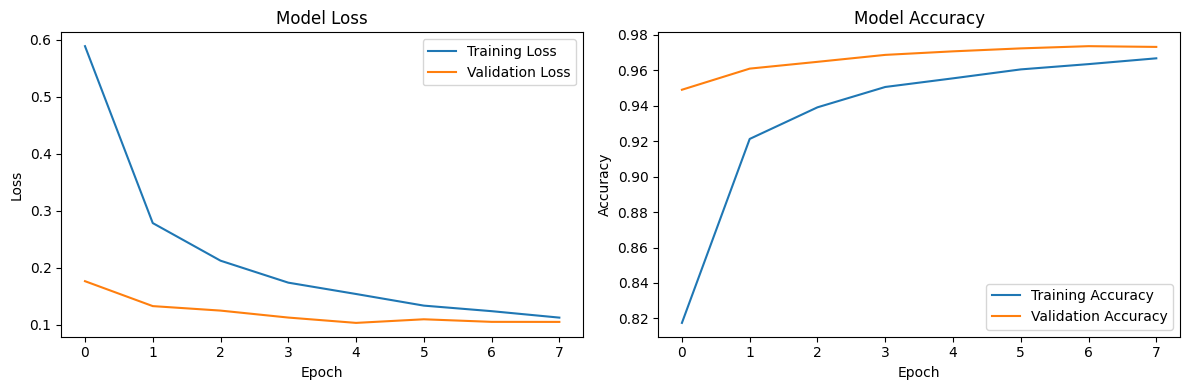 Model Loss
Training Loss
Validation Loss
Loss
0.6
0.5
0.4
0.3
0.2
0.1
0 1 2 3 4 5 6 7
Epoch
Model Accuracy
Training Accuracy
Validation Accuracy
Accuracy
0.98
0.96
0.94
0.92
0.90
0.88
0.86
0.84
0.82
0 1 2 3 4 5 6 7
Epoch